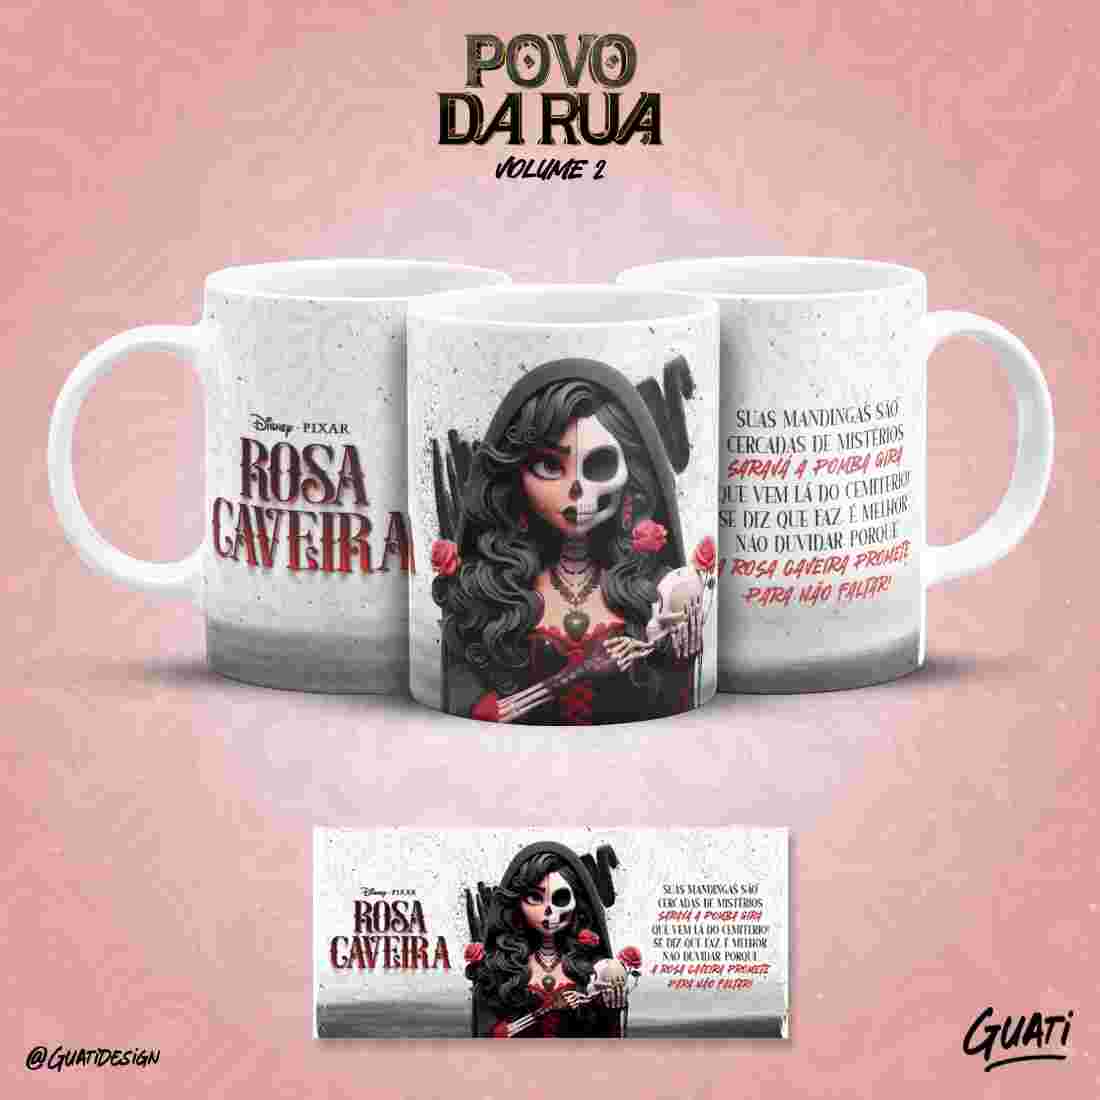 POVO
DA RUA
VOLUME 2
Disney · PIXAR
ROSA
CAVEIRA
SUAS MANDINGAS SÃO
CERCADAS DE MISTÉRIOS
SARAVÁ A POMBA GIRA
QUE VEM LÁ DO CEMITÉRIO!
SE DIZ QUE FAZ É MELHOR
NÃO DUVIDAR PORQUE
A ROSA CAVEIRA PROMETE
PARA NÃO FALTAR!
Disney · PIXAR
ROSA
CAVEIRA
SUAS MANDINGAS SÃO
CERCADAS DE MISTÉRIOS
SARAVÁ A POMBA GIRA
QUE VEM LÁ DO CEMITÉRIO!
SE DIZ QUE FAZ É MELHOR
NÃO DUVIDAR PORQUE
A ROSA CAVEIRA PROMETE
PARA NÃO FALTAR!
@GUATIDESIGN
GUATI